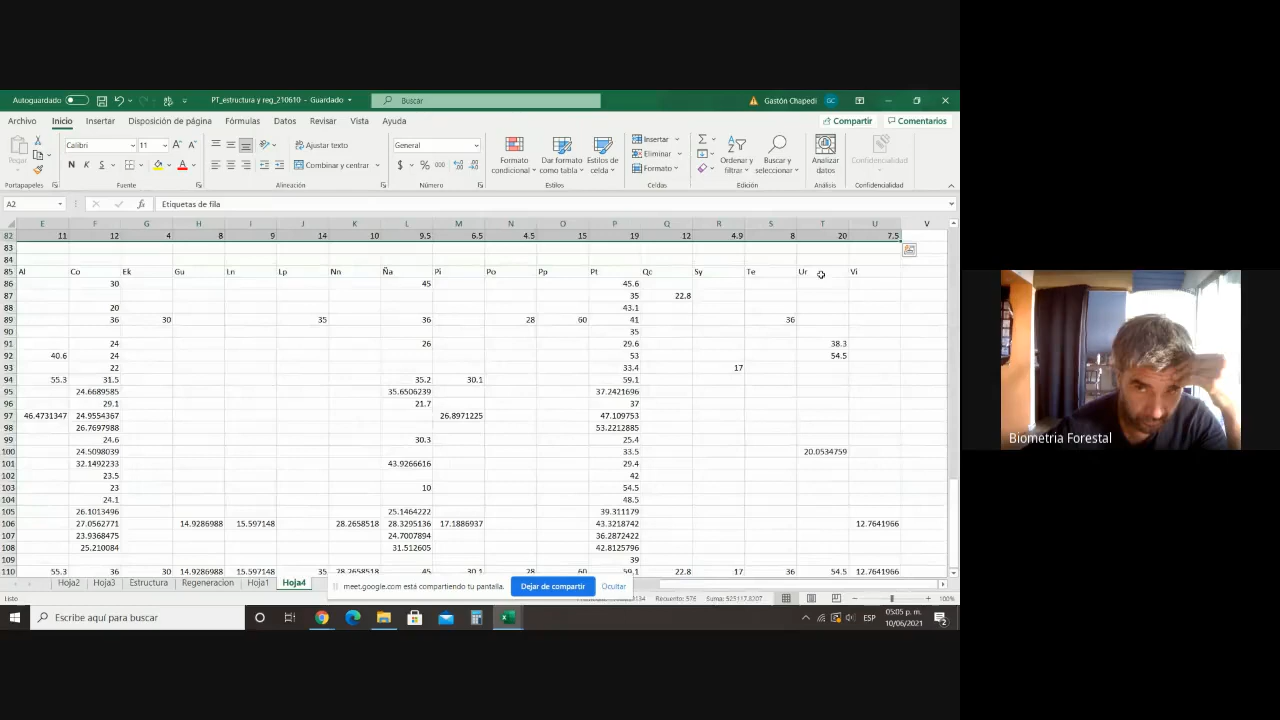 Autoguardado PT_estructura y reg_210610 - Guardado Buscar Gastón Chapedi GC
Archivo Inicio Insertar Disposición de página Fórmulas Datos Revisar Vista Ayuda Compartir Comentarios
Pegar Calibri 11 Ajustar texto General Formato condicional Dar formato como tabla Estilos de celda Insertar Ordenar y filtrar Buscar y seleccionar Analizar datos Confidencialidad
N K S Combinar y centrar $ % 000 Eliminar
Formato
Portapapeles Fuente Alineación Número Estilos Celdas Edición Análisis Confidencialidad
A2 fx Etiquetas de fila
E F G H I J K L M N O P Q R S T U V
82 11 12 4 8 9 14 10 9.5 6.5 4.5 15 19 12 4.9 8 20 7.5
83
84
85 Al Co Ek Gu Ln Lp Nn Ña Pi Po Pp Pt Qc Sy Te Ur Vi
86 30 45 45.6
87 35 22.8
88 20 43.1
89 36 30 35 36 28 60 41 36
90 35
91 24 26 29.6 38.3
92 40.6 24 53 54.5
93 22 33.4 17
94 55.3 31.5 35.2 30.1 59.1
95 24.6689585 35.6506239 37.2421696
96 29.1 21.7 37
97 46.4731347 24.9554367 26.8971225 47.109753
98 26.7697988 53.2212885
99 24.6 30.3 25.4
100 24.5098039 33.5 20.0534759
101 32.1492233 43.9266616 29.4
102 23.5 42
103 23 10 54.5
104 24.1 48.5
105 26.1013496 25.1464222 39.311179
106 27.0562771 14.9286988 15.597148 28.2658518 28.3295136 17.1886937 43.3218742 12.7641966
107 23.9368475 24.7007894 36.2872422
108 25.210084 31.512605 42.8125796
109 39
110 55.3 36 30 14.9286988 15.597148 35 28.2658518 45 30.1 28 60 59.1 22.8 17 36 54.5 12.7641966
Hoja2 Hoja3 Estructura Regeneracion Hoja1 Hoja4
meet.google.com está compartiendo tu pantalla. Dejar de compartir Ocultar
Listo Recuento: 576 100%
Escribe aquí para buscar ESP 05:05 p. m.
10/06/2021 2
Biometria Forestal